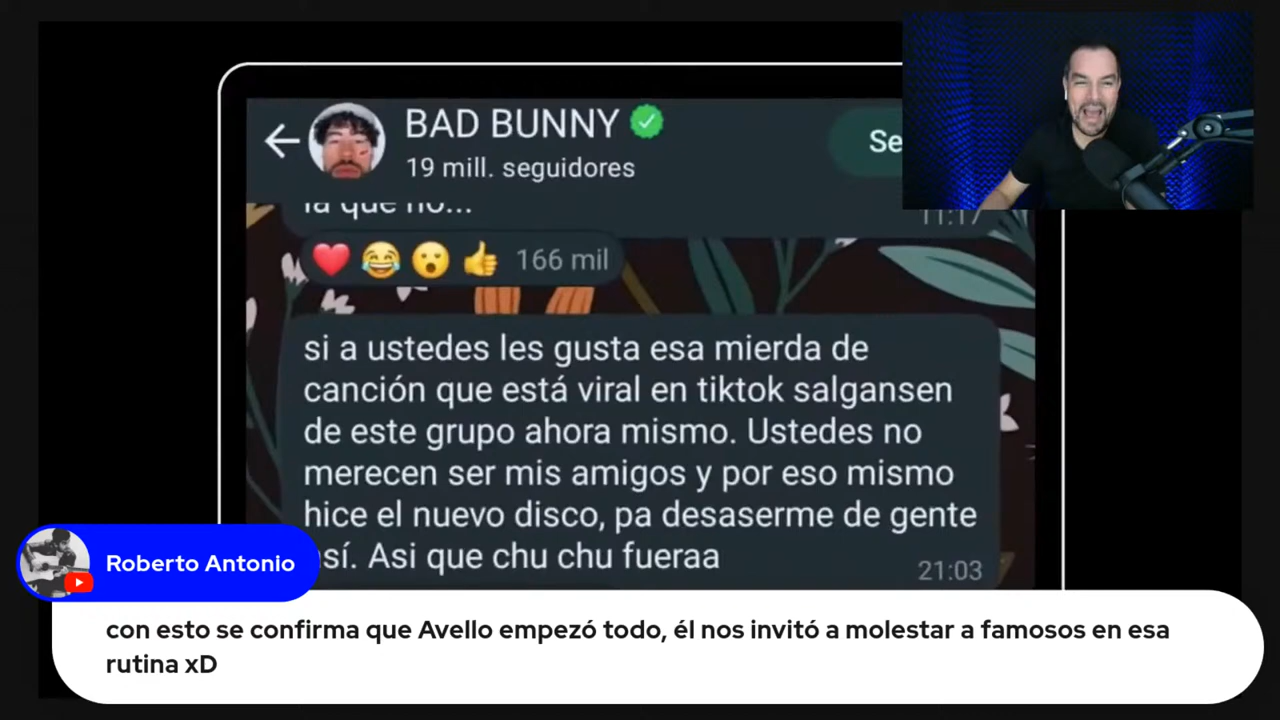 BAD BUNNY
19 mill. seguidores
Se
la que no...
11:17
166 mil
si a ustedes les gusta esa mierda de
canción que está viral en tiktok salgansen
de este grupo ahora mismo. Ustedes no
merecen ser mis amigos y por eso mismo
hice el nuevo disco, pa desaserme de gente
así. Asi que chu chu fueraa
21:03
Roberto Antonio
con esto se confirma que Avello empezó todo, él nos invitó a molestar a famosos en esa
rutina xD